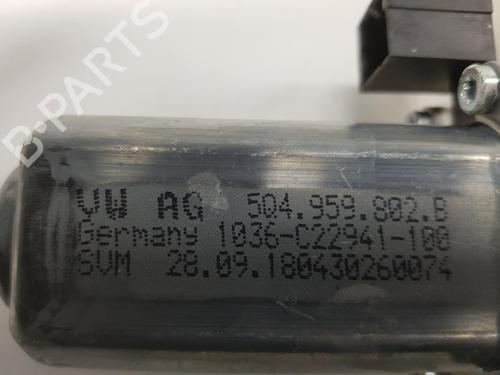 B-PARTS
VW AG 5Q4.959.802.B
Germany 1036-C22941-100
SVM 28.09.180430260074